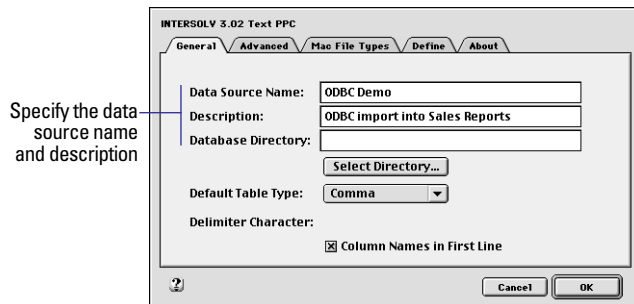 INTERSOLV 3.02 Text PPC
General Advanced Mac File Types Define About
Specify the data
source name
and description
Data Source Name: ODBC Demo
Description: ODBC import into Sales Reports
Database Directory:
Select Directory...
Default Table Type: Comma
Delimiter Character:
Column Names in First Line
?
Cancel OK